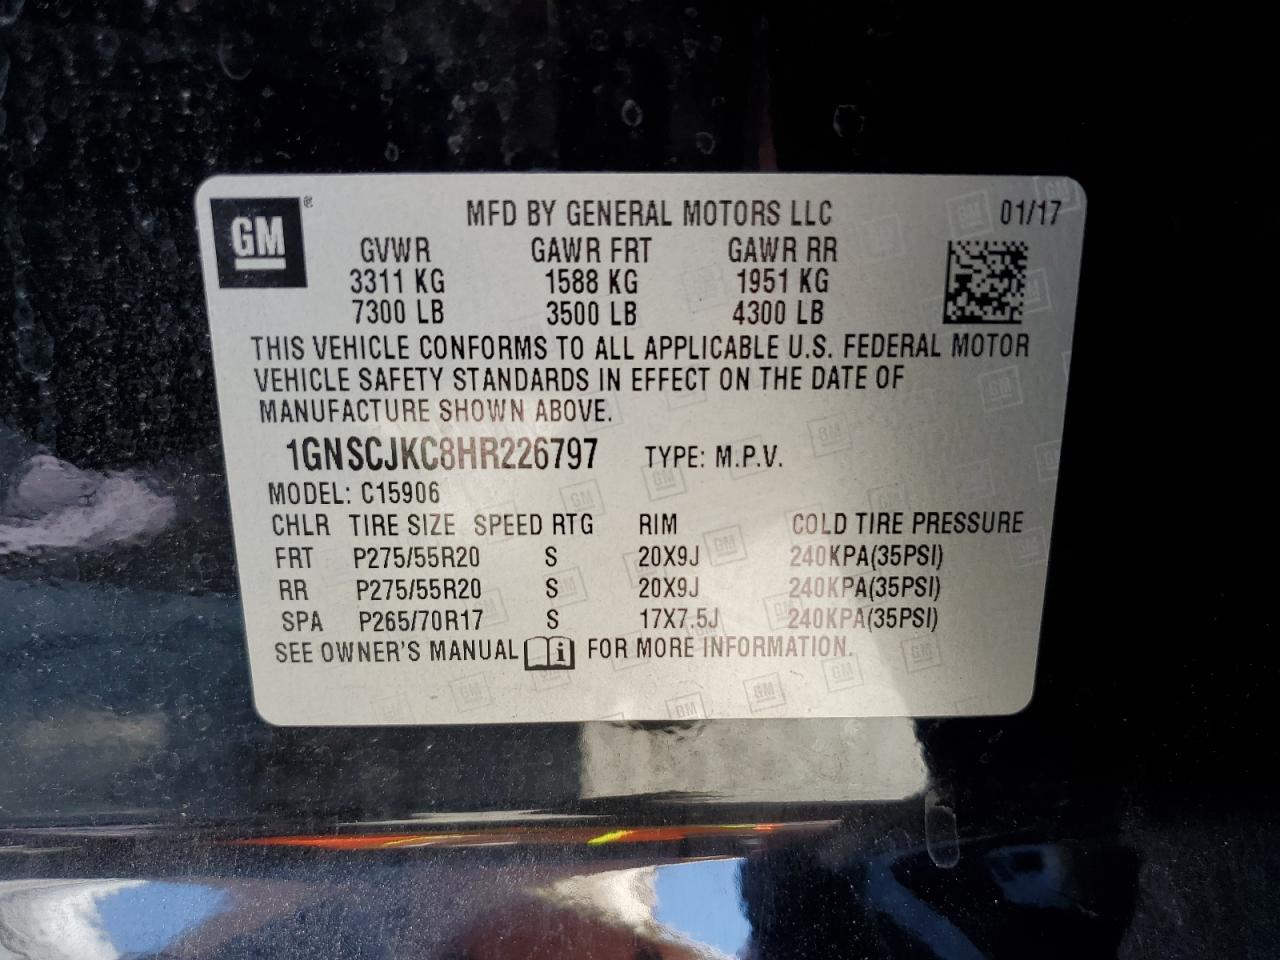 GM ® MFD BY GENERAL MOTORS LLC 01/17
GVWR GAWR FRT GAWR RR
3311 KG 1588 KG 1951 KG
7300 LB 3500 LB 4300 LB
THIS VEHICLE CONFORMS TO ALL APPLICABLE U.S. FEDERAL MOTOR
VEHICLE SAFETY STANDARDS IN EFFECT ON THE DATE OF
MANUFACTURE SHOWN ABOVE.
1GNSCJKC8HR226797 TYPE: M.P.V.
MODEL: C15906
CHLR TIRE SIZE SPEED RTG RIM COLD TIRE PRESSURE
FRT P275/55R20 S 20X9J 240KPA(35PSI)
RR P275/55R20 S 20X9J 240KPA(35PSI)
SPA P265/70R17 S 17X7.5J 240KPA(35PSI)
SEE OWNER'S MANUAL i FOR MORE INFORMATION.